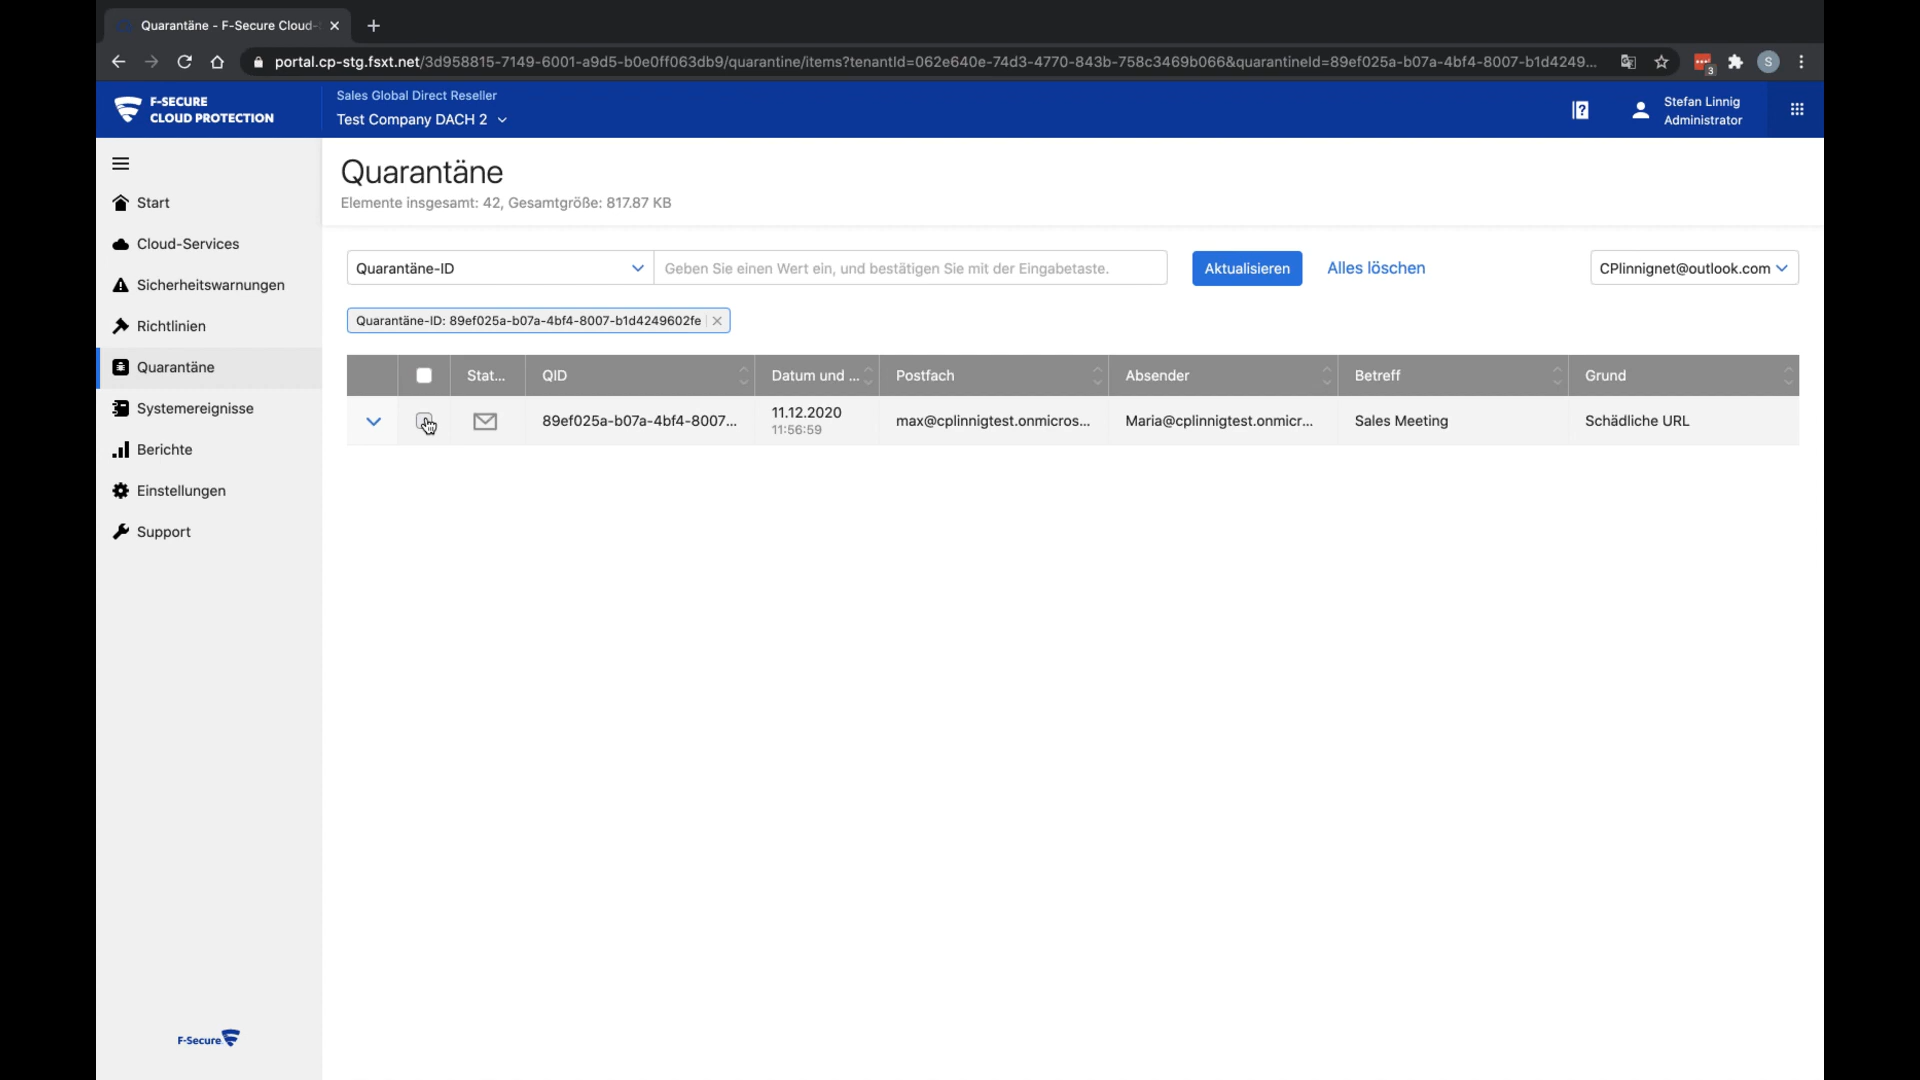 Quarantäne - F-Secure Cloud-
portal.cp-stg.fsxt.net/3d958815-7149-6001-a9d5-b0e0ff063db9/quarantine/items?tenantId=062e640e-74d3-4770-843b-758c3469b066&quarantineId=89ef025a-b07a-4bf4-8007-b1d4249...
3
S
F-SECURE
CLOUD PROTECTION
Sales Global Direct Reseller
Test Company DACH 2
?
Stefan Linnig
Administrator
Start
Cloud-Services
Sicherheitswarnungen
Richtlinien
Quarantäne
Systemereignisse
Berichte
Einstellungen
Support
F-Secure
Quarantäne
Elemente insgesamt: 42, Gesamtgröße: 817.87 KB
Quarantäne-ID
Geben Sie einen Wert ein, und bestätigen Sie mit der Eingabetaste.
Aktualisieren
Alles löschen
CPlinnignet@outlook.com
Quarantäne-ID: 89ef025a-b07a-4bf4-8007-b1d4249602fe
Stat... QID Datum und ... Postfach Absender Betreff Grund
89ef025a-b07a-4bf4-8007... 11.12.2020 max@cplinnigtest.onmicros... Maria@cplinnigtest.onmicr... Sales Meeting Schädliche URL
11:56:59